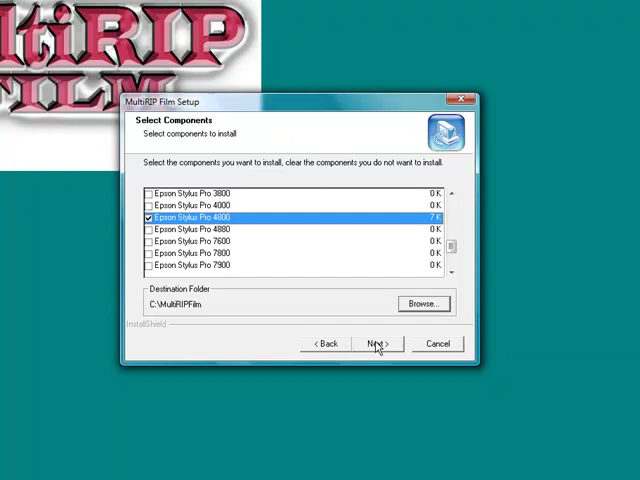 RIP
FILM
MultiRIP Film Setup
Select Components
Select components to install
Select the components you want to install, clear the components you do not want to install.
Epson Stylus Pro 3800 0 K
Epson Stylus Pro 4000 0 K
Epson Stylus Pro 4800 7 K
Epson Stylus Pro 4880 0 K
Epson Stylus Pro 7600 0 K
Epson Stylus Pro 7800 0 K
Epson Stylus Pro 7900 0 K
Destination Folder
C:\MultiRIPFilm
Browse...
InstallShield
< Back
Next >
Cancel